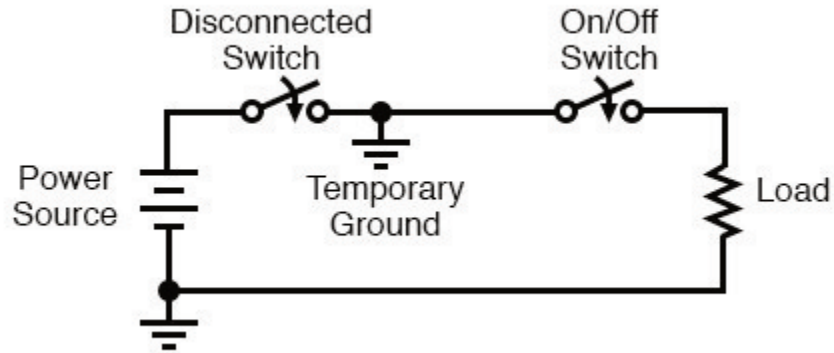 Disconnected
Switch
On/Off
Switch
Power
Source
Temporary
Ground
Load